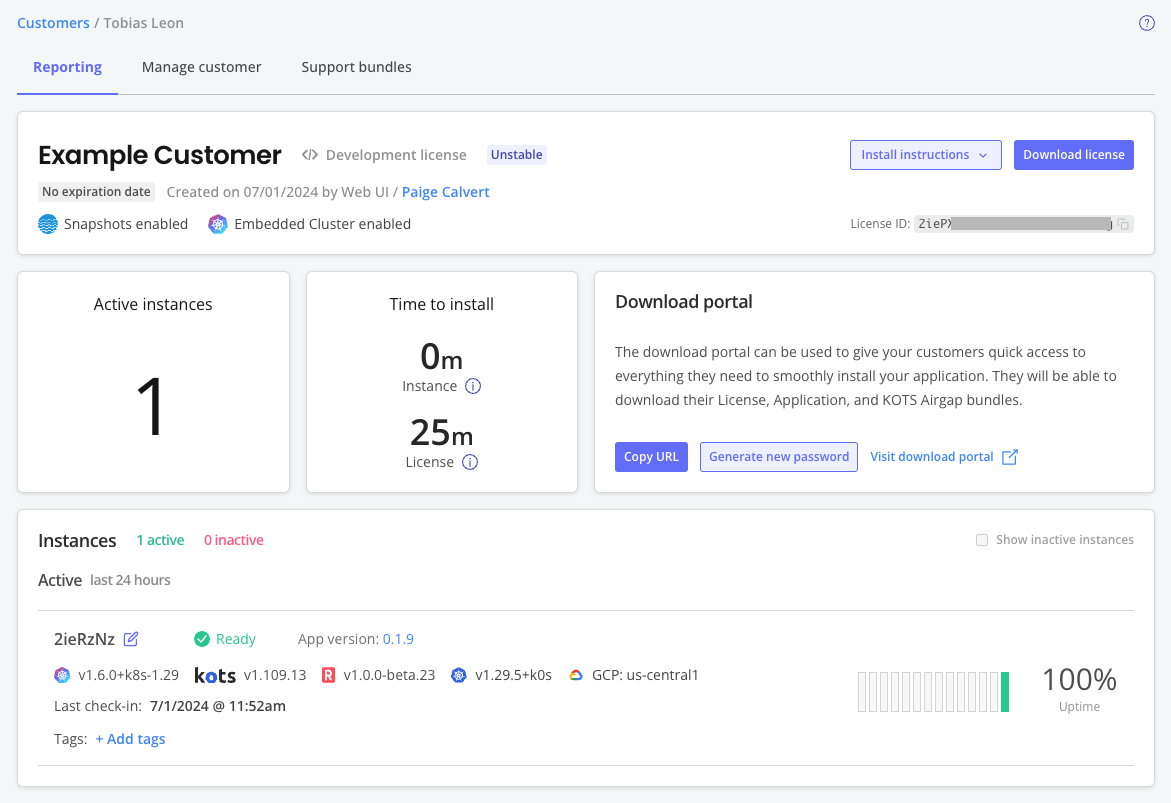 Customers / Tobias Leon
Reporting Manage customer Support bundles
Example Customer </> Development license Unstable
Install instructions Download license
No expiration date Created on 07/01/2024 by Web UI / Paige Calvert
Snapshots enabled Embedded Cluster enabled
License ID: 2iePX
Active instances
1
Time to install
0m
Instance
25m
License
Download portal
The download portal can be used to give your customers quick access to
everything they need to smoothly install your application. They will be able to
download their License, Application, and KOTS Airgap bundles.
Copy URL Generate new password Visit download portal
Instances 1 active 0 inactive Show inactive instances
Active last 24 hours
2ieRzNz Ready App version: 0.1.9
v1.6.0+k8s-1.29 kots v1.109.13 R v1.0.0-beta.23 v1.29.5+k0s GCP: us-central1
Last check-in: 7/1/2024 @ 11:52am
Tags: + Add tags
100%
Uptime